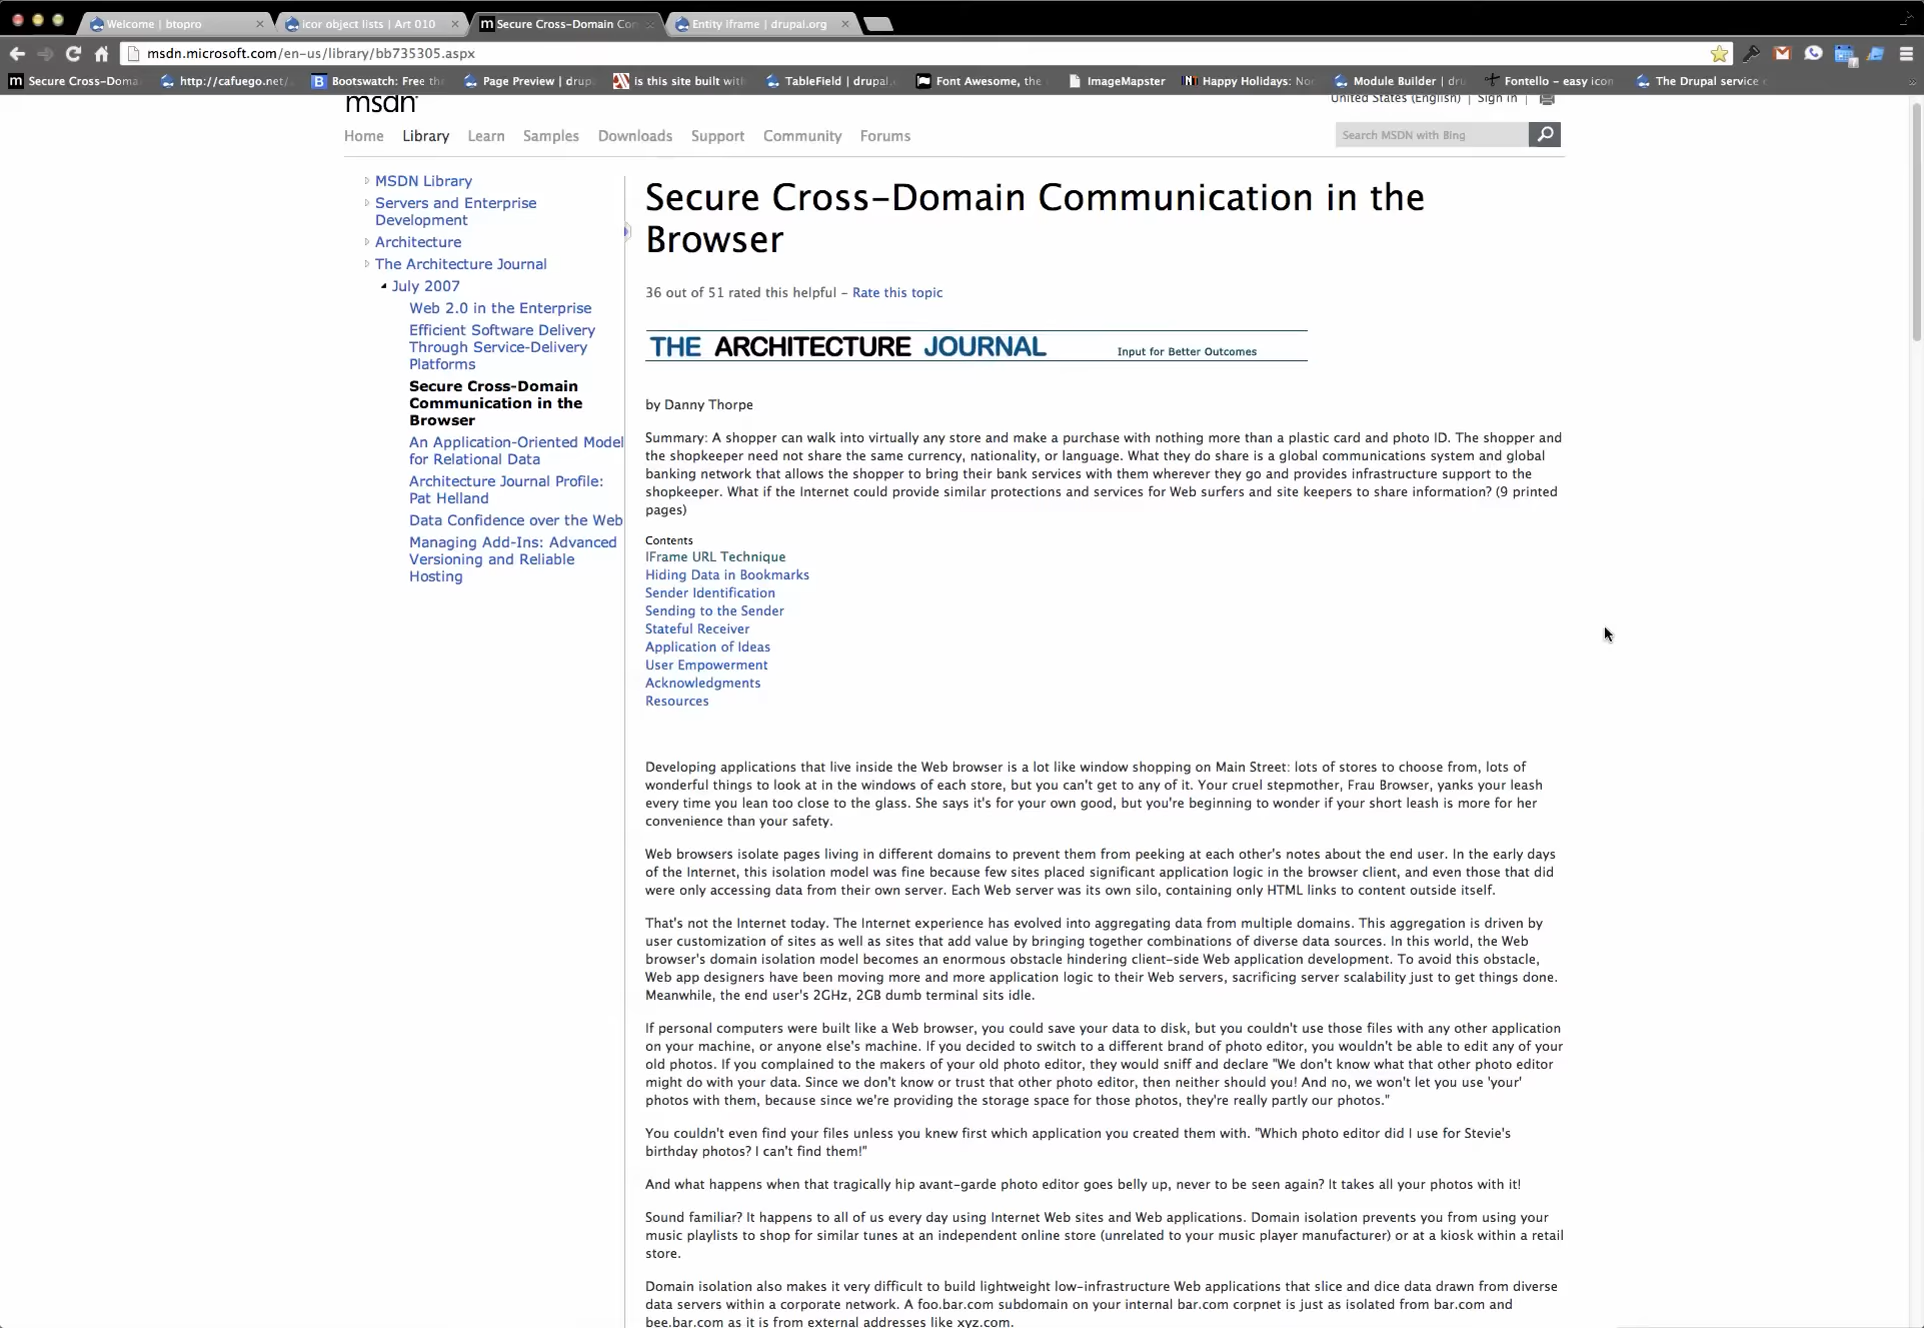 Welcome | btopro
icor object lists | Art 010
Secure Cross-Domain Con
Entity iframe | drupal.org
msdn.microsoft.com/en-us/library/bb735305.aspx
Secure Cross-Doma
http://cafuego.net/
Bootswatch: Free th
Page Preview | drup
is this site built with
TableField | drupal.
Font Awesome, the
ImageMapster
Happy Holidays: No
Module Builder | dru
Fontello - easy icon
The Drupal service
msdn
United States (English) | Sign in |
Home Library Learn Samples Downloads Support Community Forums
Search MSDN with Bing
MSDN Library
Servers and Enterprise
Development
Architecture
The Architecture Journal
July 2007
Web 2.0 in the Enterprise
Efficient Software Delivery
Through Service-Delivery
Platforms
Secure Cross-Domain
Communication in the
Browser
An Application-Oriented Model
for Relational Data
Architecture Journal Profile:
Pat Helland
Data Confidence over the Web
Managing Add-Ins: Advanced
Versioning and Reliable
Hosting
Secure Cross-Domain Communication in the
Browser
36 out of 51 rated this helpful - Rate this topic
THE ARCHITECTURE JOURNAL Input for Better Outcomes
by Danny Thorpe
Summary: A shopper can walk into virtually any store and make a purchase with nothing more than a plastic card and photo ID. The shopper and
the shopkeeper need not share the same currency, nationality, or language. What they do share is a global communications system and global
banking network that allows the shopper to bring their bank services with them wherever they go and provides infrastructure support to the
shopkeeper. What if the Internet could provide similar protections and services for Web surfers and site keepers to share information? (9 printed
pages)
Contents
IFrame URL Technique
Hiding Data in Bookmarks
Sender Identification
Sending to the Sender
Stateful Receiver
Application of Ideas
User Empowerment
Acknowledgments
Resources
Developing applications that live inside the Web browser is a lot like window shopping on Main Street: lots of stores to choose from, lots of
wonderful things to look at in the windows of each store, but you can't get to any of it. Your cruel stepmother, Frau Browser, yanks your leash
every time you lean too close to the glass. She says it's for your own good, but you're beginning to wonder if your short leash is more for her
convenience than your safety.
Web browsers isolate pages living in different domains to prevent them from peeking at each other's notes about the end user. In the early days
of the Internet, this isolation model was fine because few sites placed significant application logic in the browser client, and even those that did
were only accessing data from their own server. Each Web server was its own silo, containing only HTML links to content outside itself.
That's not the Internet today. The Internet experience has evolved into aggregating data from multiple domains. This aggregation is driven by
user customization of sites as well as sites that add value by bringing together combinations of diverse data sources. In this world, the Web
browser's domain isolation model becomes an enormous obstacle hindering client-side Web application development. To avoid this obstacle,
Web app designers have been moving more and more application logic to their Web servers, sacrificing server scalability just to get things done.
Meanwhile, the end user's 2GHz, 2GB dumb terminal sits idle.
If personal computers were built like a Web browser, you could save your data to disk, but you couldn't use those files with any other application
on your machine, or anyone else's machine. If you decided to switch to a different brand of photo editor, you wouldn't be able to edit any of your
old photos. If you complained to the makers of your old photo editor, they would sniff and declare "We don't know what that other photo editor
might do with your data. Since we don't know or trust that other photo editor, then neither should you! And no, we won't let you use 'your'
photos with them, because since we're providing the storage space for those photos, they're really partly our photos."
You couldn't even find your files unless you knew first which application you created them with. "Which photo editor did I use for Stevie's
birthday photos? I can't find them!"
And what happens when that tragically hip avant-garde photo editor goes belly up, never to be seen again? It takes all your photos with it!
Sound familiar? It happens to all of us every day using Internet Web sites and Web applications. Domain isolation prevents you from using your
music playlists to shop for similar tunes at an independent online store (unrelated to your music player manufacturer) or at a kiosk within a retail
store.
Domain isolation also makes it very difficult to build lightweight low-infrastructure Web applications that slice and dice data drawn from diverse
data servers within a corporate network. A foo.bar.com subdomain on your internal bar.com corpnet is just as isolated from bar.com and
bee.bar.com as it is from external addresses like xyz.com.